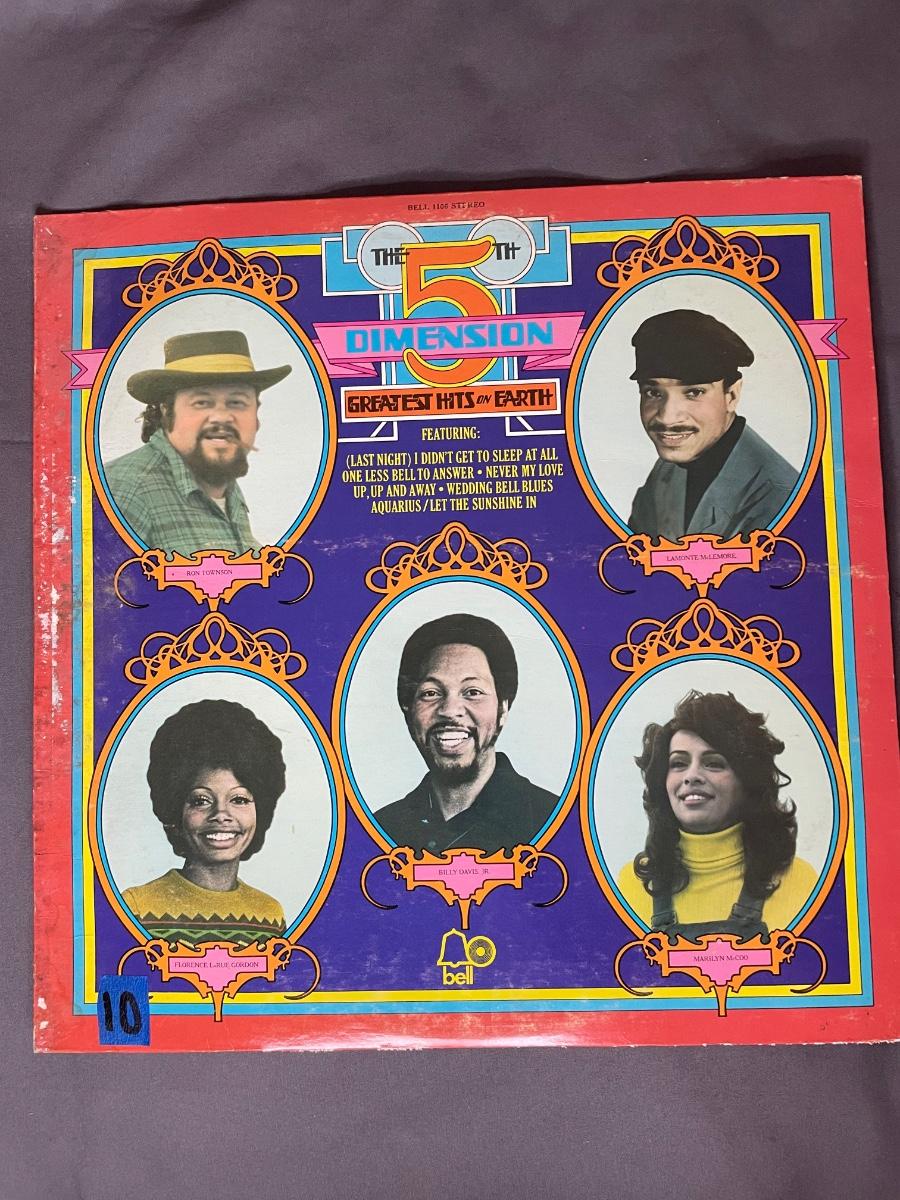 BELL 1106 STEREO
THE 5TH
DIMENSION
GREATEST HITS ON EARTH
FEATURING:
(LAST NIGHT) I DIDN'T GET TO SLEEP AT ALL
ONE LESS BELL TO ANSWER • NEVER MY LOVE
UP, UP AND AWAY • WEDDING BELL BLUES
AQUARIUS / LET THE SUNSHINE IN
RON TOWNSON
LAMONTE McLEMORE
BILLY DAVIS, JR.
FLORENCE LaRUE GORDON
MARILYN McCOO
bell
10